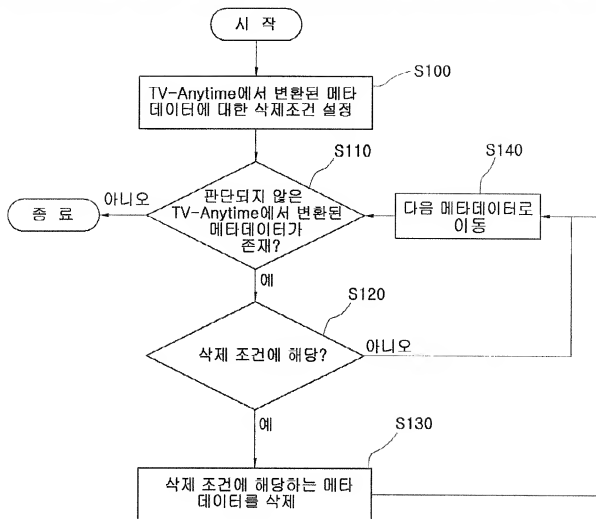 시 작
S100
TV-Anytime에서 변환된 메타
데이터에 대한 삭제조건 설정
S110
S140
아니오
종 료
판단되지 않은
TV-Anytime에서 변환된
메타데이터가
존재?
다음 메타데이터로
이동
예
S120
삭제 조건에 해당?
아니오
예
S130
삭제 조건에 해당하는 메타
데이터를 삭제